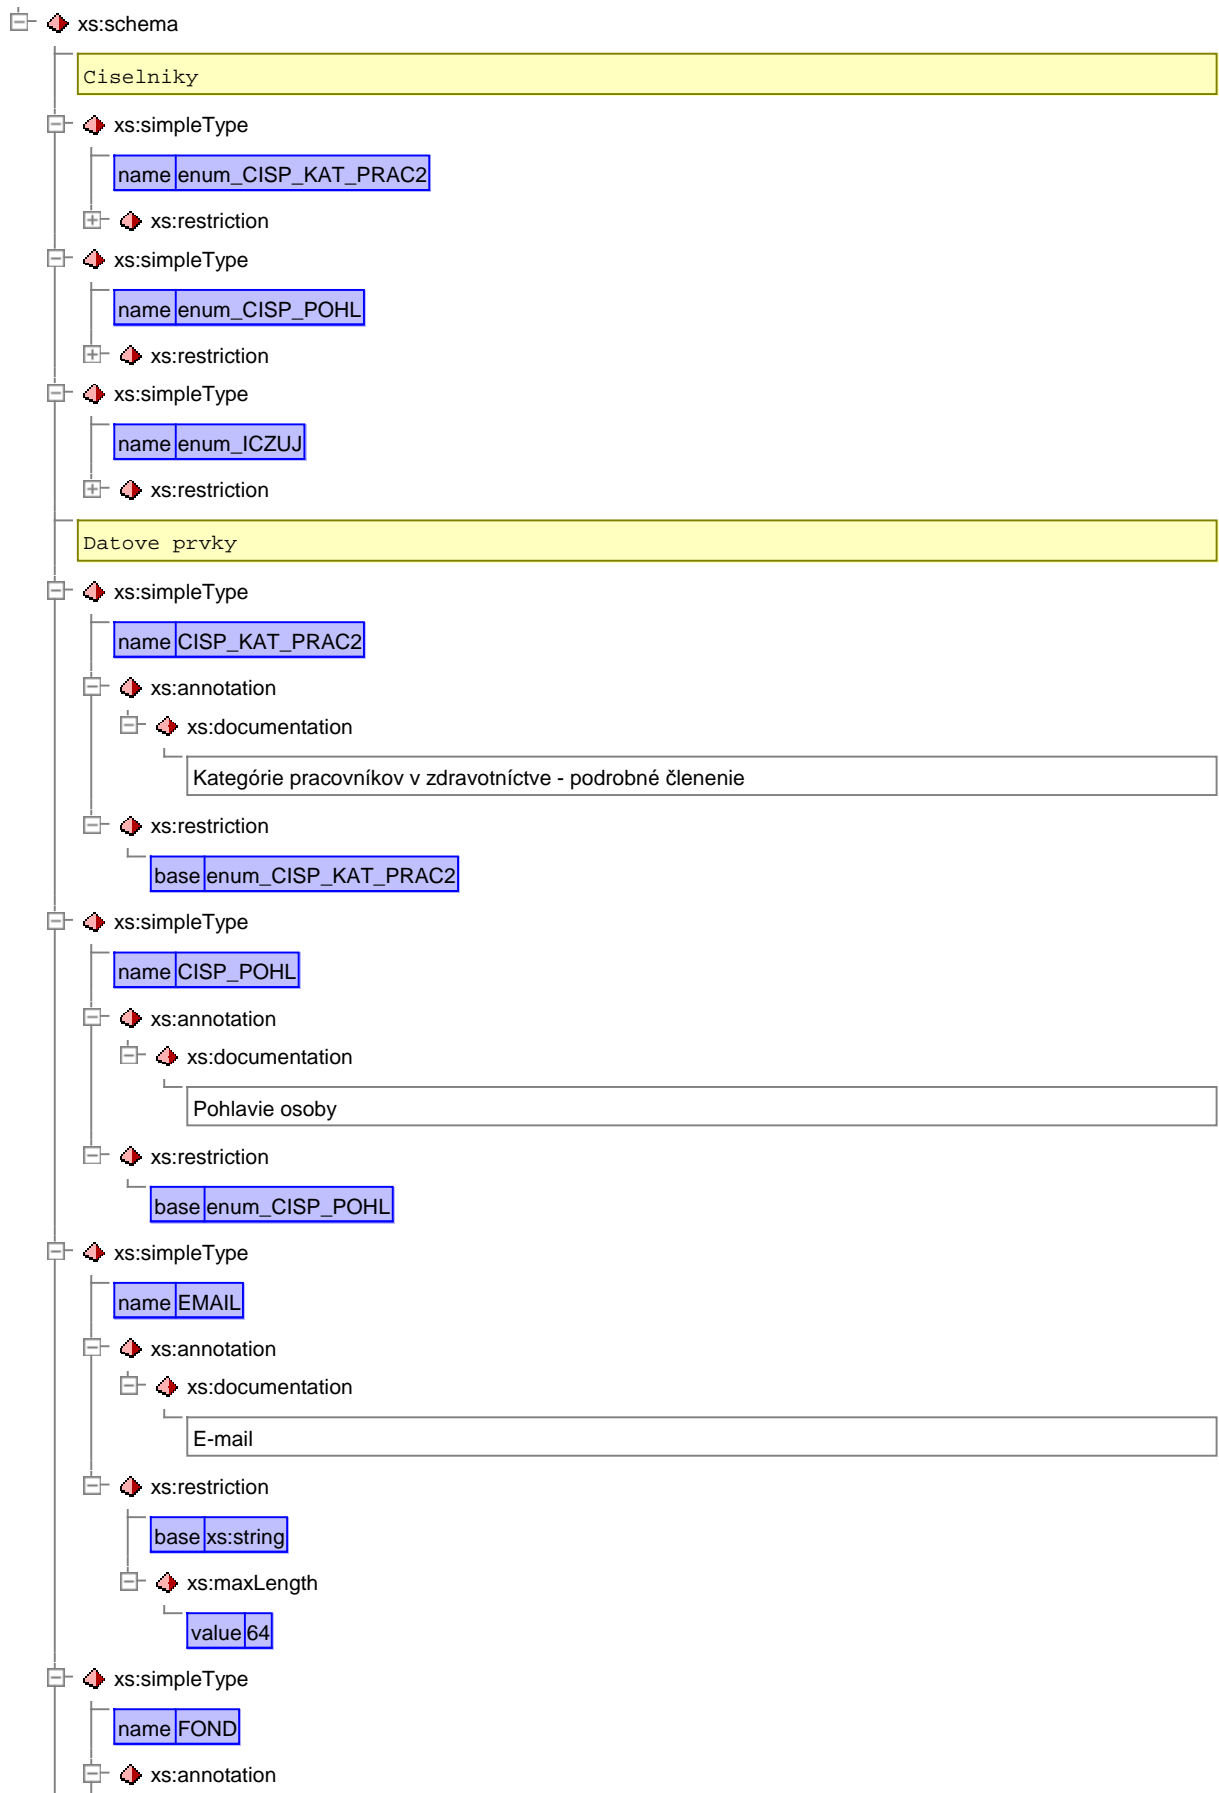 xs:schema
Ciselniky
xs:simpleType
name enum_CISP_KAT_PRAC2
xs:restriction
xs:simpleType
name enum_CISP_POHL
xs:restriction
xs:simpleType
name enum_ICZUJ
xs:restriction
Datove prvky
xs:simpleType
name CISP_KAT_PRAC2
xs:annotation
xs:documentation
Kategórie pracovníkov v zdravotníctve - podrobné členenie
xs:restriction
base enum_CISP_KAT_PRAC2
xs:simpleType
name CISP_POHL
xs:annotation
xs:documentation
Pohlavie osoby
xs:restriction
base enum_CISP_POHL
xs:simpleType
name EMAIL
xs:annotation
xs:documentation
E-mail
xs:restriction
base xs:string
xs:maxLength
value 64
xs:simpleType
name FOND
xs:annotation